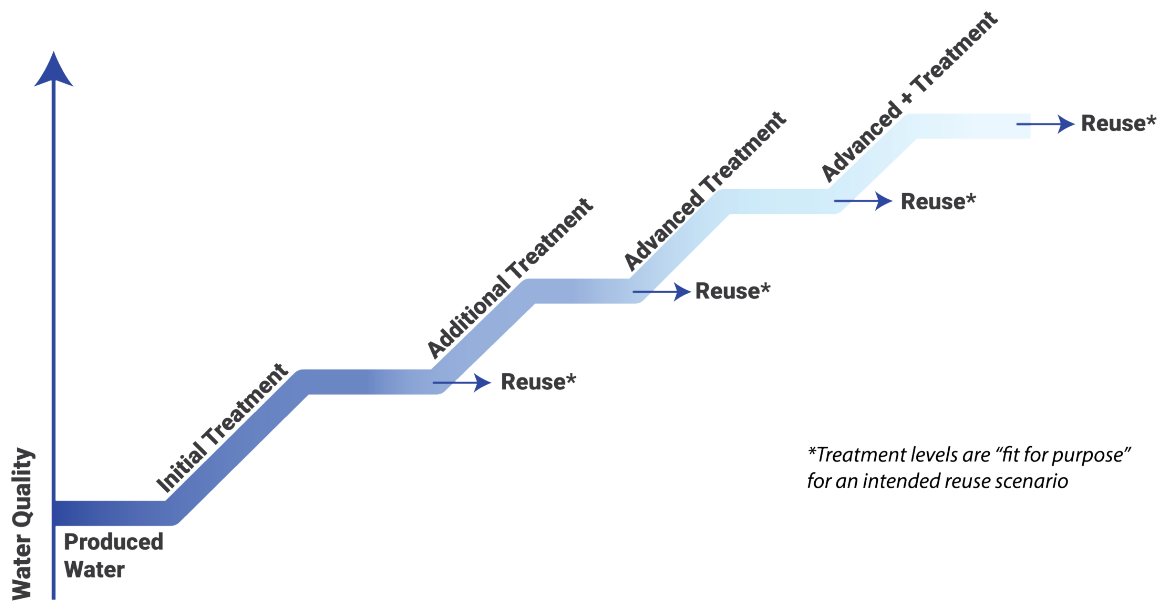 Water Quality
Produced
Water
Initial Treatment
Reuse*
Additional Treatment
Reuse*
Advanced Treatment
Reuse*
Advanced + Treatment
Reuse*
*Treatment levels are “fit for purpose”
for an intended reuse scenario